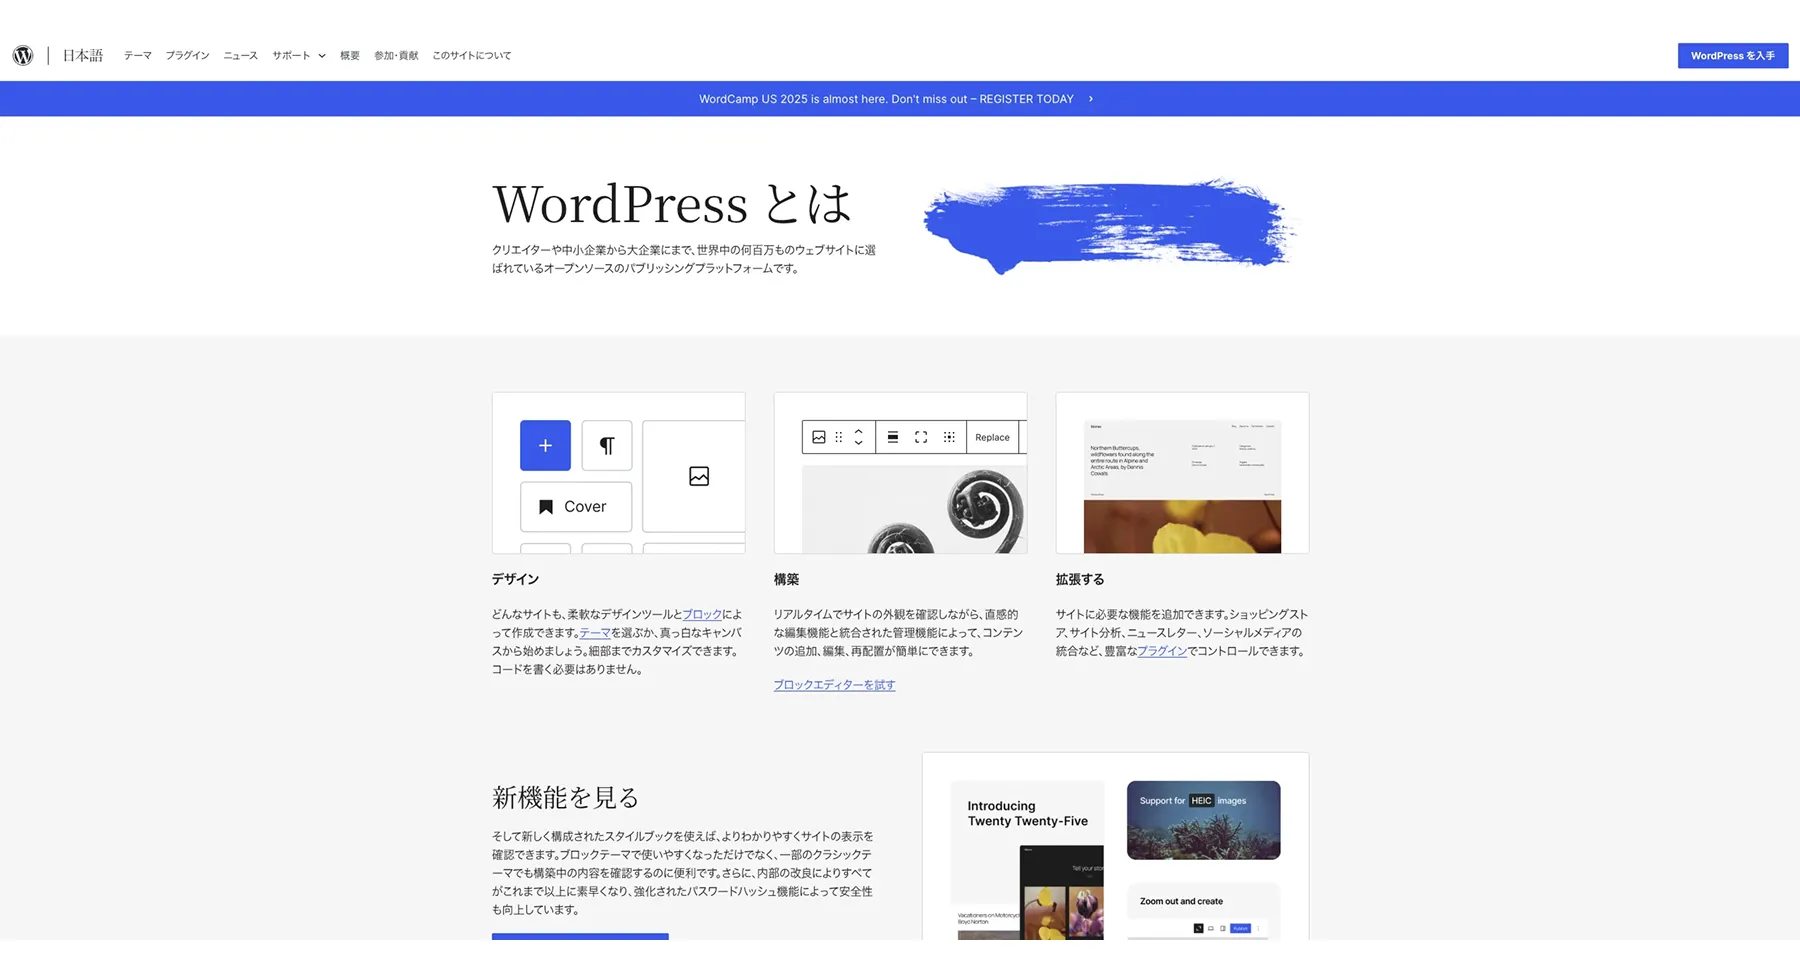 日本語 テーマ プラグイン ニュース サポート 概要 参加・貢献 このサイトについて WordPress を入手
WordCamp US 2025 is almost here. Don't miss out – REGISTER TODAY ›
WordPress とは
クリエイターや中小企業から大企業にまで、世界中の何百万ものウェブサイトに選
ばれているオープンソースのパブリッシングプラットフォームです。
Cover
Replace
Northern Buttercups,
wildflowers found along the
entire route in Alpine and
Arctic Areas, by Dennis
Cowals.
デザイン
どんなサイトも、柔軟なデザインツールとブロックによ
って作成できます。テーマを選ぶか、真っ白なキャンバ
スから始めましょう。細部までカスタマイズできます。
コードを書く必要はありません。
構築
リアルタイムでサイトの外観を確認しながら、直感的
な編集機能と統合された管理機能によって、コンテン
ツの追加、編集、再配置が簡単にできます。
ブロックエディターを試す
拡張する
サイトに必要な機能を追加できます。ショッピングスト
ア、サイト分析、ニュースレター、ソーシャルメディアの
統合など、豊富なプラグインでコントロールできます。
新機能を見る
そして新しく構成されたスタイルブックを使えば、よりわかりやすくサイトの表示を
確認できます。ブロックテーマで使いやすくなっただけでなく、一部のクラシックテ
ーマでも構築中の内容を確認するのに便利です。さらに、内部の改良によりすべて
がこれまで以上に素早くなり、強化されたパスワードハッシュ機能によって安全性
も向上しています。
Introducing
Twenty Twenty-Five
Tell your
Vacationers on Motorcyc
Boyd Norton
Support for HEIC images
Zoom out and create